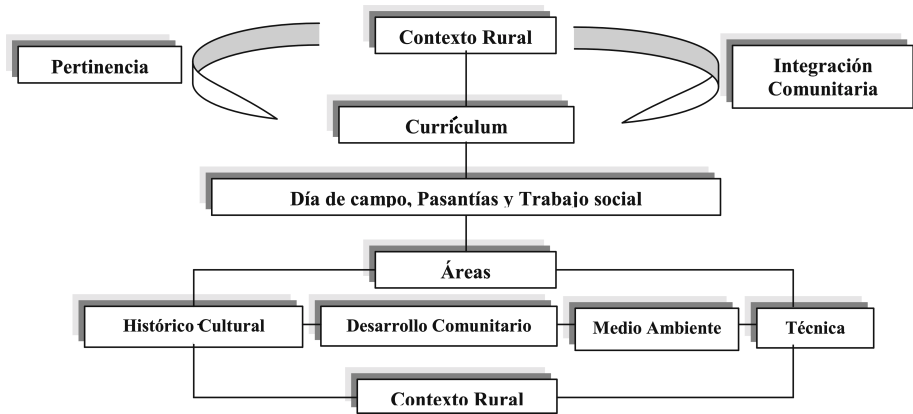 Contexto Rural
Pertinencia
Integración
Comunitaria
Currículum
Día de campo, Pasantías y Trabajo social
Áreas
Histórico Cultural
Desarrollo Comunitario
Medio Ambiente
Técnica
Contexto Rural